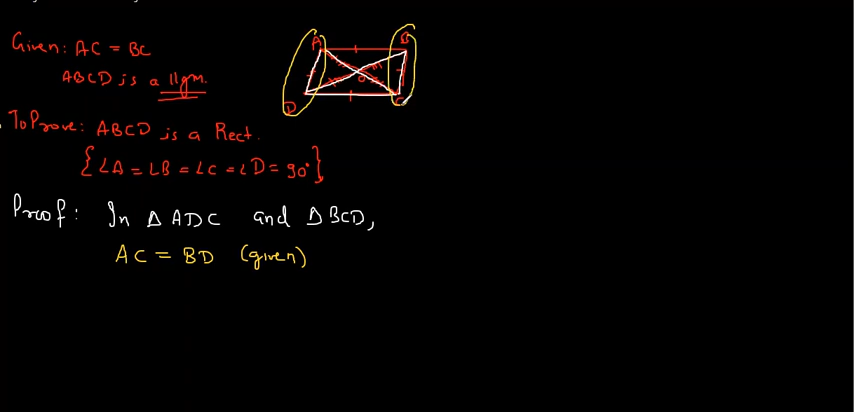 Given: AC = BC
ABCD is a 11gm.
To Prove: ABCD is a Rect.
{∠A = ∠B = ∠C = ∠D = 90°}
Proof: In Δ ADC and Δ BCD,
AC = BD (given)
A B
O
D C